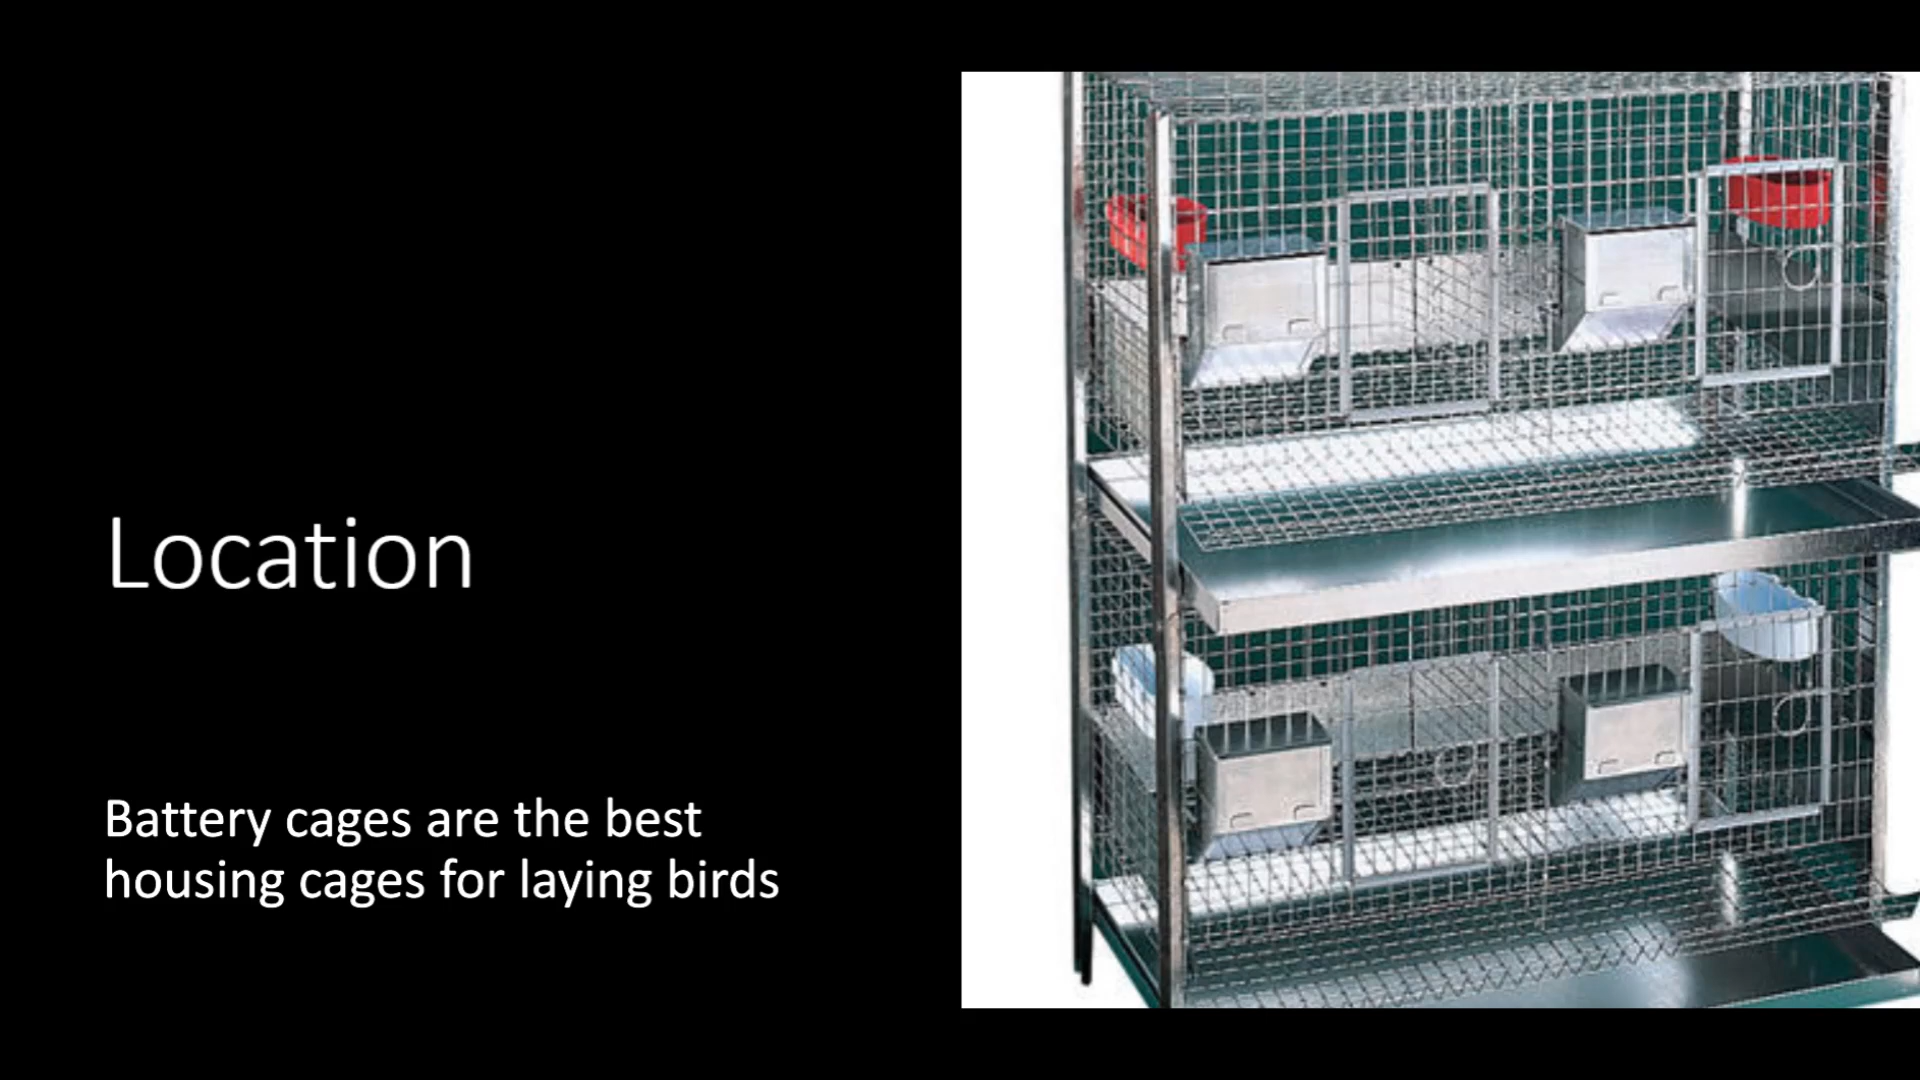 Location
Battery cages are the best
housing cages for laying birds